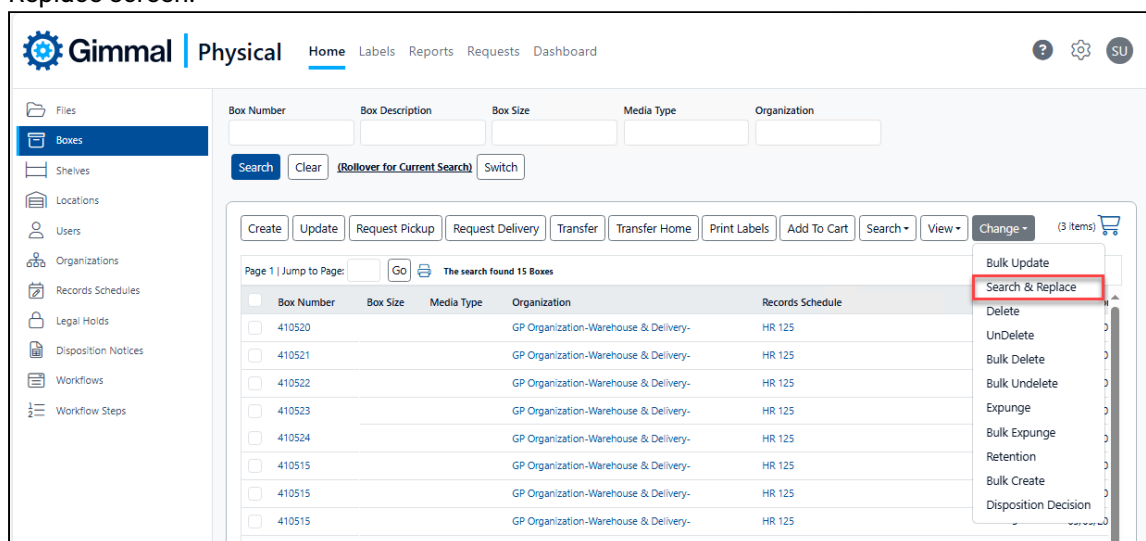 Replace screen.
Gimmal | Physical Home Labels Reports Requests Dashboard ? SU
Files
Boxes
Shelves
Locations
Users
Organizations
Records Schedules
Legal Holds
Disposition Notices
Workflows
Workflow Steps
Box Number Box Description Box Size Media Type Organization
Search Clear (Rollover for Current Search) Switch
Create Update Request Pickup Request Delivery Transfer Transfer Home Print Labels Add To Cart Search View Change (3 items)
Page 1 | Jump to Page: Go The search found 15 Boxes
Box Number Box Size Media Type Organization Records Schedule
410520 GP Organization-Warehouse & Delivery- HR 125
410521 GP Organization-Warehouse & Delivery- HR 125
410522 GP Organization-Warehouse & Delivery- HR 125
410523 GP Organization-Warehouse & Delivery- HR 125
410524 GP Organization-Warehouse & Delivery- HR 125
410515 GP Organization-Warehouse & Delivery- HR 125
410515 GP Organization-Warehouse & Delivery- HR 125
410515 GP Organization-Warehouse & Delivery- HR 125
Bulk Update
Search & Replace
Delete
UnDelete
Bulk Delete
Bulk Undelete
Expunge
Bulk Expunge
Retention
Bulk Create
Disposition Decision